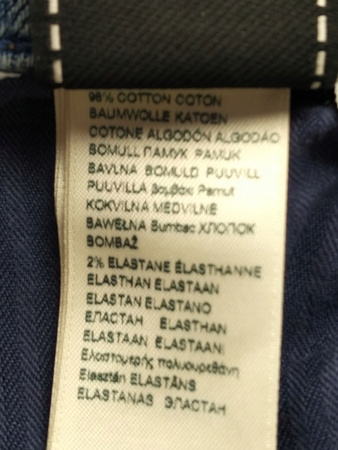 98% COTTON COTON
BAUMWOLLE KATOEN
COTONE ALGODÓN ALGODÃO
BOMULL ПАМУК PAMUK
BAVLNA BOMULD PUUVILL
PUUVILLA βαμβάκι Pamut
KOKVILNA MEDVILNĖ
BAWEŁNA Bumbac ХЛОПОК
BOMBAŽ
2% ELASTANE ÉLASTHANNE
ELASTHAN ELASTAAN
ELASTAN ELASTANO
ЕЛАСТАН ELASTHAN
ELASTAAN ELASTAANI
Ελαστομερής πολυουρεθάνη
Elasztán ELASTĀNS
ELASTANAS ЭЛАСТАН